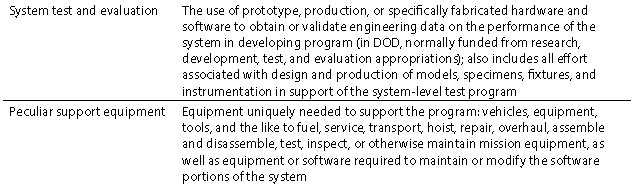 System test and evaluation The use of prototype, production, or specifically fabricated hardware and
software to obtain or validate engineering data on the performance of the
system in developing program (in DOD, normally funded from research,
development, test, and evaluation appropriations); also includes all effort
associated with design and production of models, specimens, fixtures, and
instrumentation in support of the system-level test program
Peculiar support equipment Equipment uniquely needed to support the program: vehicles, equipment,
tools, and the like to fuel, service, transport, hoist, repair, overhaul, assemble
and disassemble, test, inspect, or otherwise maintain mission equipment, as
well as equipment or software required to maintain or modify the software
portions of the system